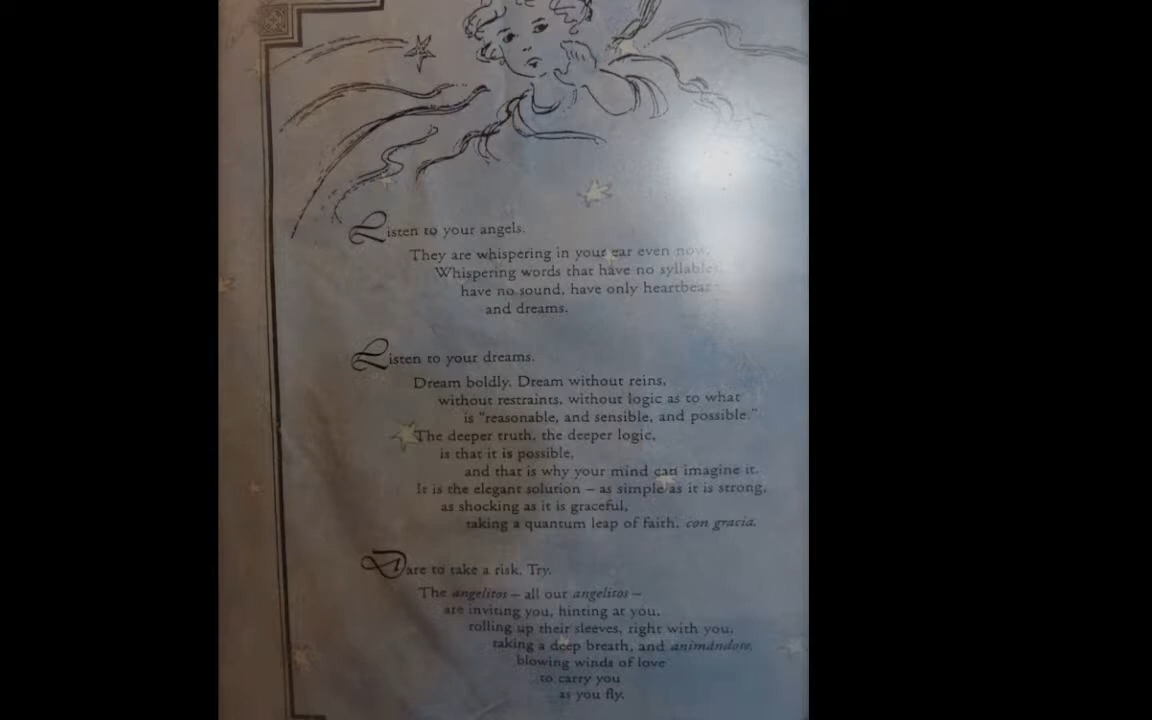 Listen to your angels.
They are whispering in your ear even now.
Whispering words that have no syllables,
have no sound, have only heartbeat
and dreams.
Listen to your dreams.
Dream boldly. Dream without reins,
without restraints, without logic as to what
is "reasonable, and sensible, and possible."
The deeper truth, the deeper logic,
is that it is possible,
and that is why your mind can imagine it.
It is the elegant solution – as simple as it is strong,
as shocking as it is graceful,
taking a quantum leap of faith, con gracia.
Dare to take a risk. Try.
The angelitos – all our angelitos –
are inviting you, hinting at you,
rolling up their sleeves, right with you,
taking a deep breath, and animándote,
blowing winds of love
to carry you
as you fly.